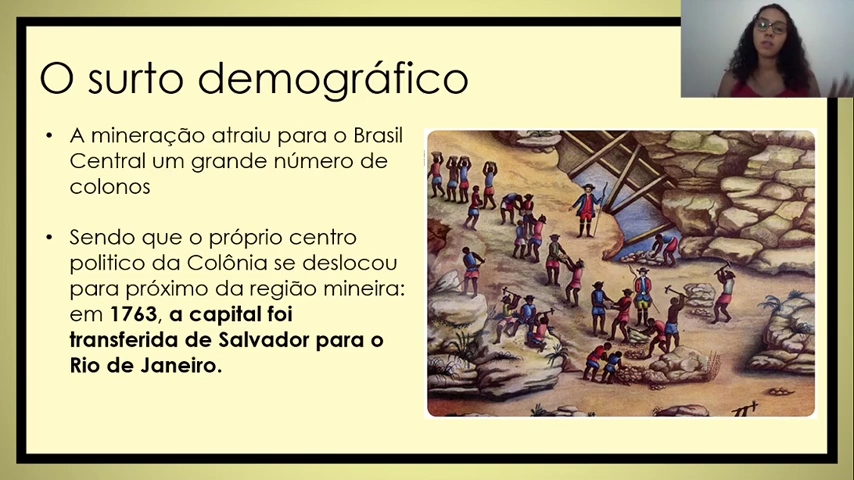 O surto demográfico
• A mineração atraiu para o Brasil
Central um grande número de
colonos
• Sendo que o próprio centro
politico da Colônia se deslocou
para próximo da região mineira:
em 1763, a capital foi
transferida de Salvador para o
Rio de Janeiro.